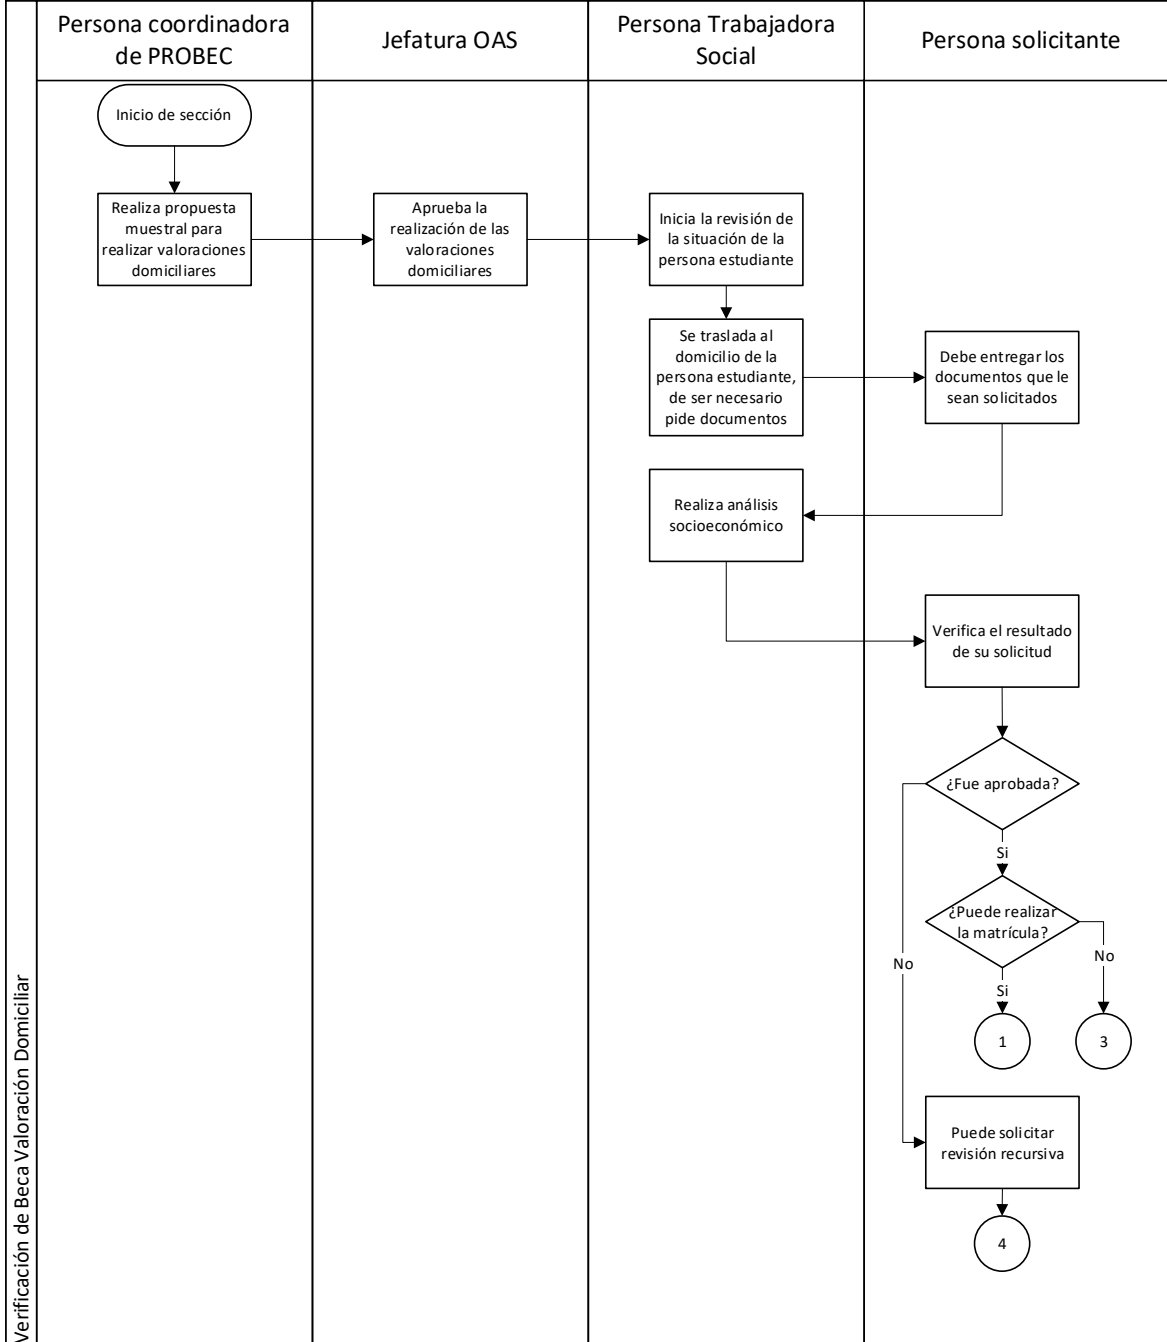 Persona coordinadora
de PROBEC
Jefatura OAS
Persona Trabajadora
Social
Persona solicitante
Inicio de sección
Realiza propuesta
muestral para
realizar valoraciones
domiciliares
Aprueba la
realización de las
valoraciones
domiciliares
Inicia la revisión de
la situación de la
persona estudiante
Se traslada al
domicilio de la
persona estudiante,
de ser necesario
pide documentos
Debe entregar los
documentos que le
sean solicitados
Realiza análisis
socioeconómico
Verifica el resultado
de su solicitud
¿Fue aprobada?
Si
¿Puede realizar
la matrícula?
No
No
Si
1
3
Puede solicitar
revisión recursiva
4
Verificación de Beca Valoración Domiciliar